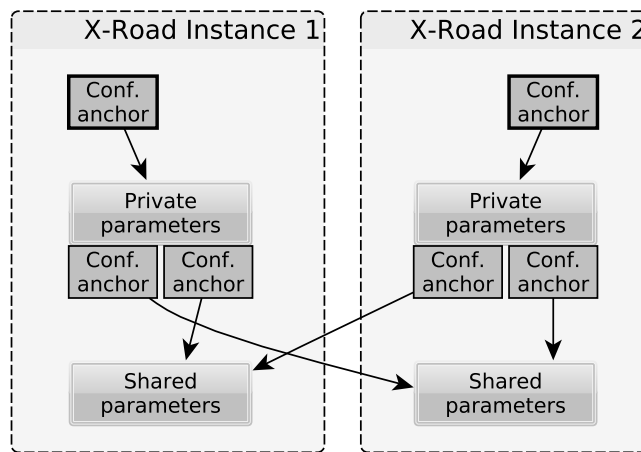 X-Road Instance 1
X-Road Instance 2
Conf.
anchor
Conf.
anchor
Private
parameters
Private
parameters
Conf.
anchor
Conf.
anchor
Conf.
anchor
Conf.
anchor
Shared
parameters
Shared
parameters